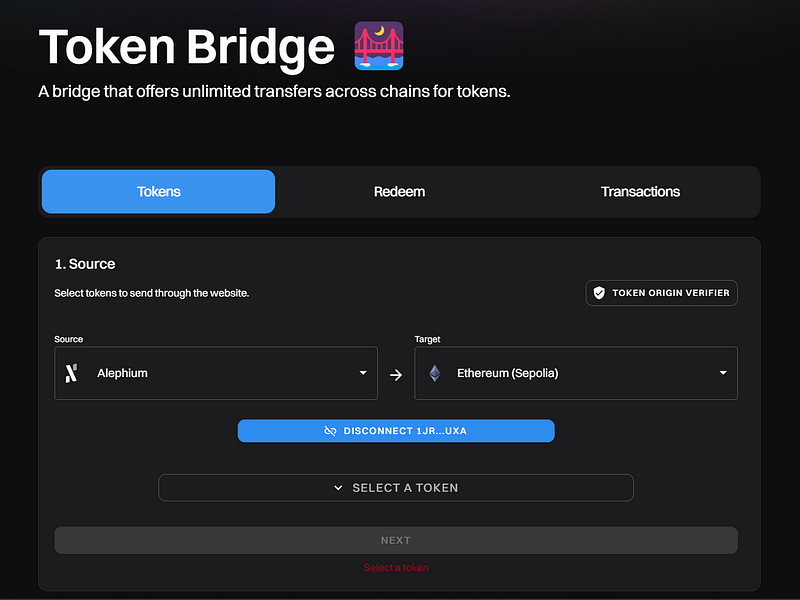 Token Bridge
A bridge that offers unlimited transfers across chains for tokens.
Tokens
Redeem
Transactions
1. Source
Select tokens to send through the website.
TOKEN ORIGIN VERIFIER
Source
Target
Alephium
Ethereum (Sepolia)
DISCONNECT 1JR...UXA
SELECT A TOKEN
NEXT
Select a token